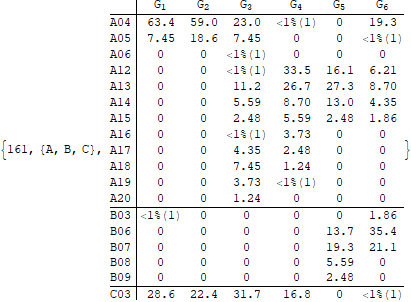 G1 G2 G3 G4 G5 G6
A04 63.4 59.0 23.0 <1%(1) 0 19.3
A05 7.45 18.6 7.45 0 0 <1%(1)
A06 0 0 <1%(1) 0 0 0
A12 0 0 <1%(1) 33.5 16.1 6.21
A13 0 0 11.2 26.7 27.3 8.70
A14 0 0 5.59 8.70 13.0 4.35
A15 0 0 2.48 5.59 2.48 1.86
A16 0 0 <1%(1) 3.73 0 0
{161, {A, B, C}, A17 0 0 4.35 2.48 0 0 }
A18 0 0 7.45 1.24 0 0
A19 0 0 3.73 <1%(1) 0 0
A20 0 0 1.24 0 0 0
B03 <1%(1) 0 0 0 0 1.86
B06 0 0 0 0 13.7 35.4
B07 0 0 0 0 19.3 21.1
B08 0 0 0 0 5.59 0
B09 0 0 0 0 2.48 0
C03 28.6 22.4 31.7 16.8 0 <1%(1)